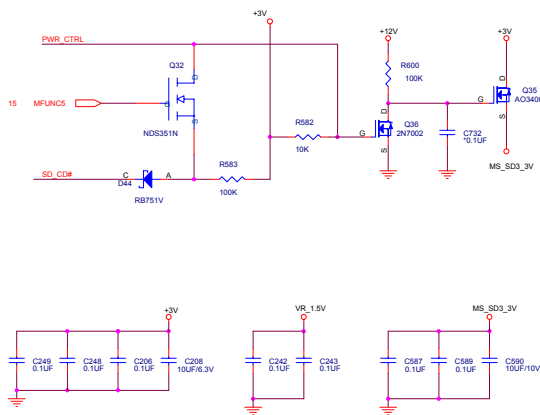 +3V
PWR_CTRL
+12V
+3V
Q32
D
R600
100K
D
Q35
15 MFUNC5
G
G
AO340
R582
D
Q36
2N7002
S
NDS351N
S
10K
G
C732
*0.1UF
S
MS_SD3_3V
R583
SD_CD#
C
A
D44
100K
RB751V
+3V
VR_1.5V
MS_SD3_3V
C249
0.1UF
C248
0.1UF
C206
0.1UF
C208
10UF/6.3V
C242
0.1UF
C243
0.1UF
C587
0.1UF
C589
0.1UF
C590
10UF/10V